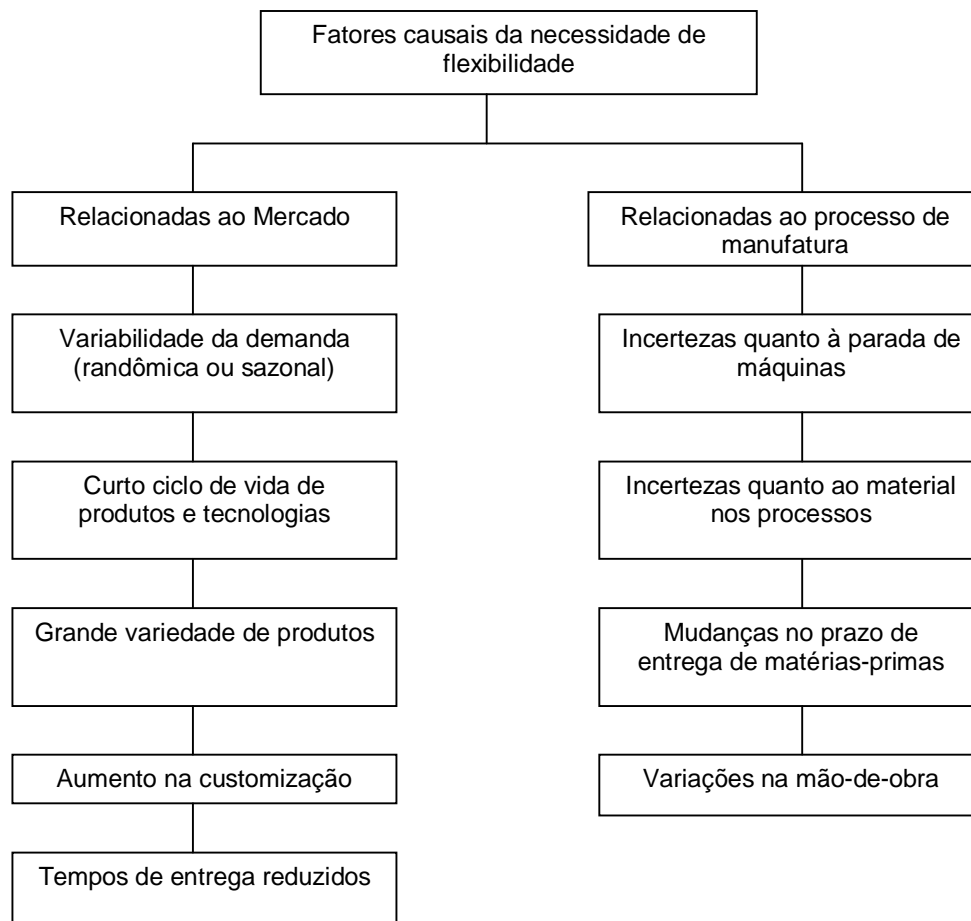 Fatores causais da necessidade de
flexibilidade
Relacionadas ao Mercado
Variabilidade da demanda
(randômica ou sazonal)
Curto ciclo de vida de
produtos e tecnologias
Grande variedade de produtos
Aumento na customização
Tempos de entrega reduzidos
Relacionadas ao processo de
manufatura
Incertezas quanto à parada de
máquinas
Incertezas quanto ao material
nos processos
Mudanças no prazo de
entrega de matérias-primas
Variações na mão-de-obra